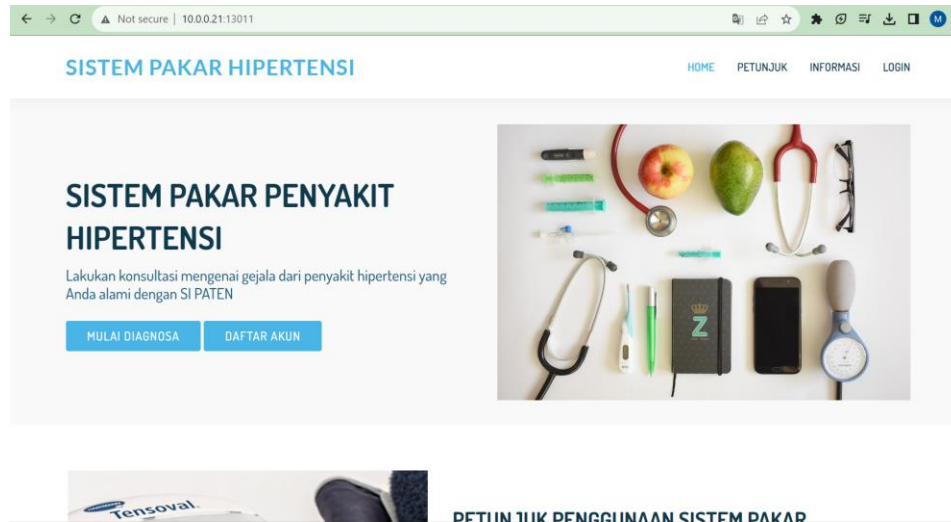 Not secure | 10.0.0.21:13011
M
SISTEM PAKAR HIPERTENSI
HOME PETUNJUK INFORMASI LOGIN
SISTEM PAKAR PENYAKIT
HIPERTENSI
Lakukan konsultasi mengenai gejala dari penyakit hipertensi yang
Anda alami dengan SI PATEN
MULAI DIAGNOSA DAFTAR AKUN
Z
Tensoval
PETUNJUK PENGGUNAAN SISTEM PAKAR